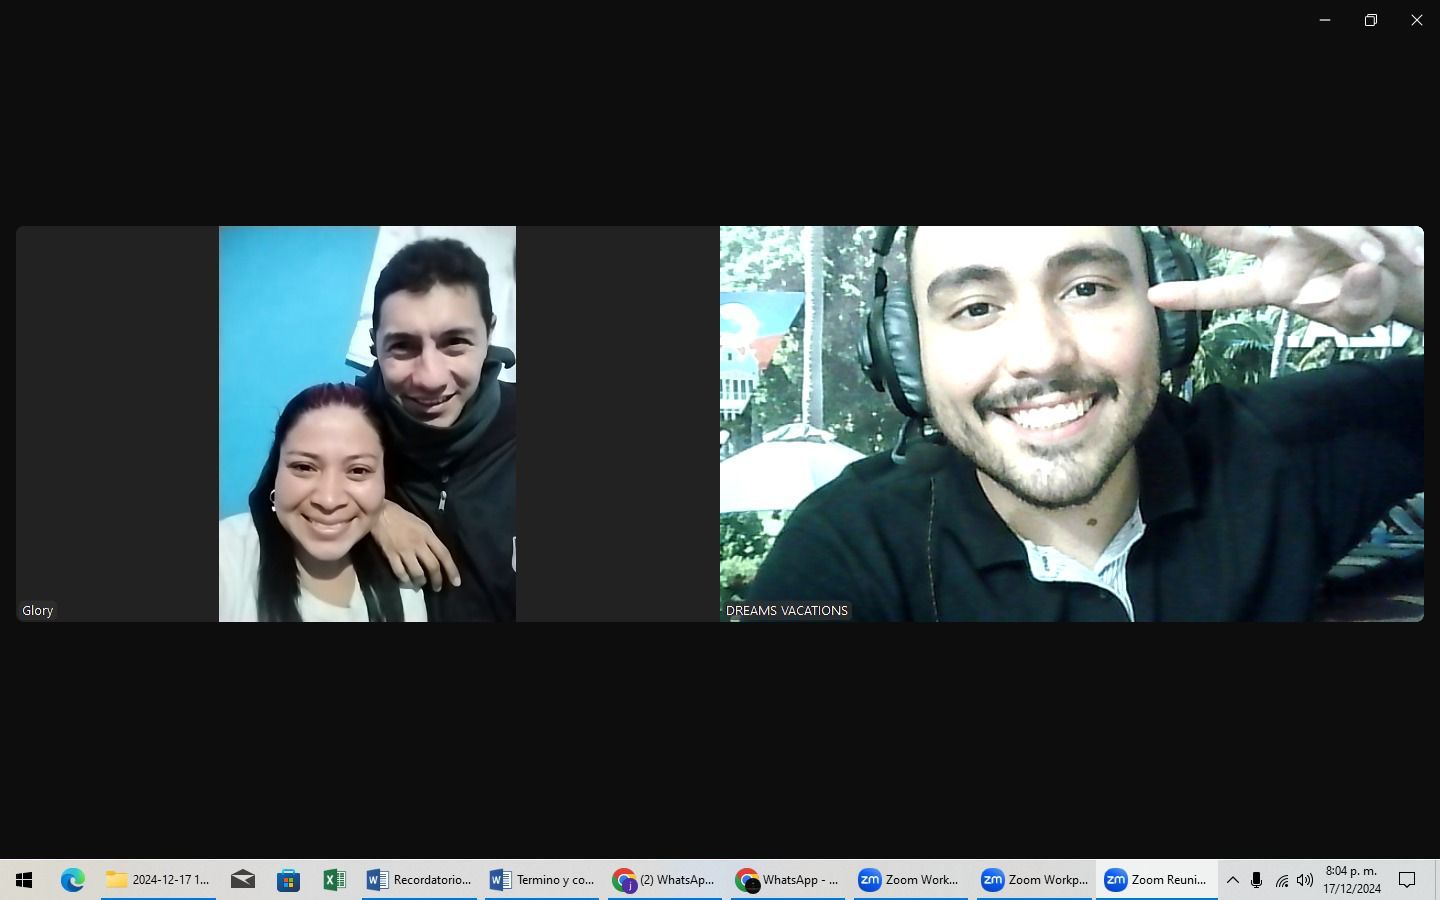 Glory
DREAMS VACATIONS
2024-12-17 1...
Recordatorio...
Termino y co...
(2) WhatsAp...
WhatsApp - ...
Zoom Work...
Zoom Workp...
Zoom Reuni...
8:04 p. m.
17/12/2024